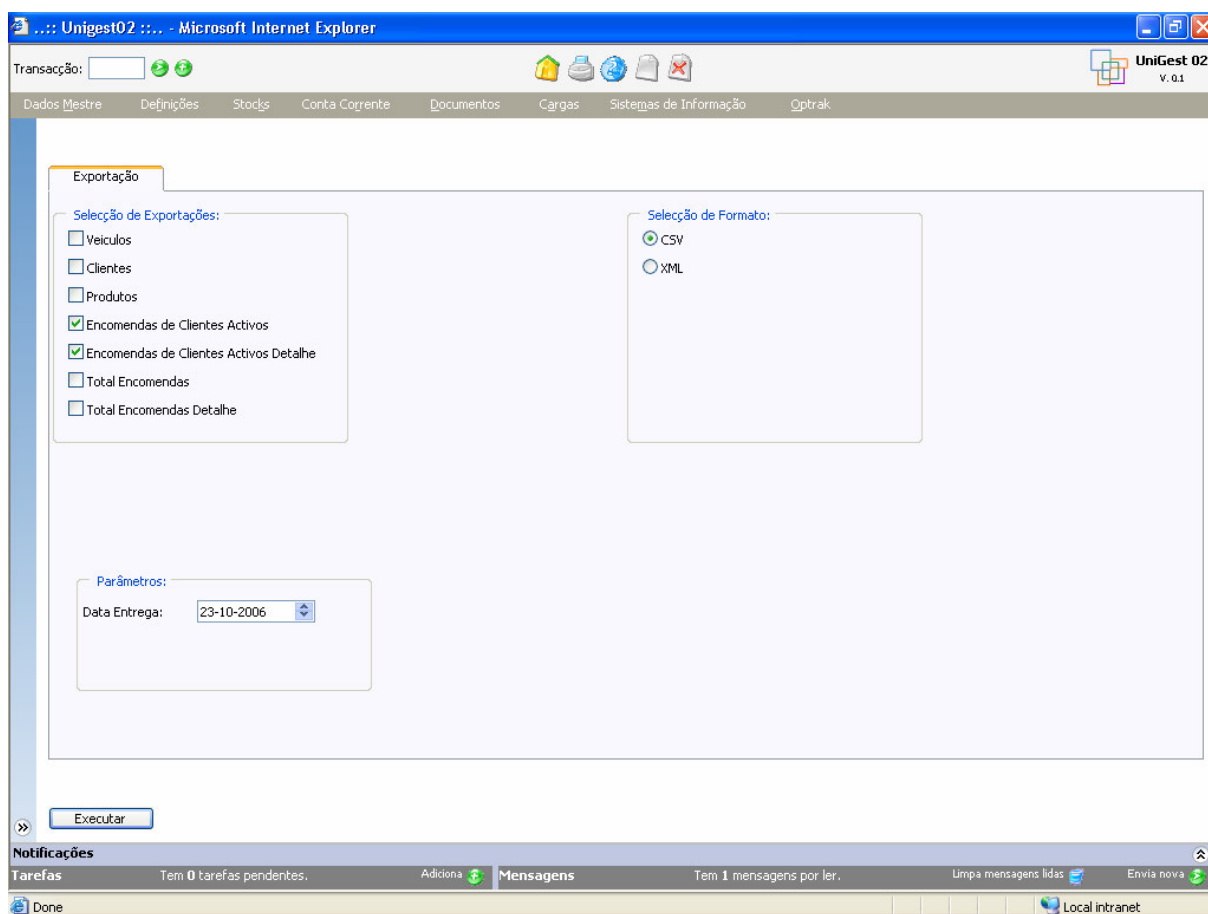 ..:: Unigest02 ::.. - Microsoft Internet Explorer
Transacção:
UniGest 02
V. 0.1
Dados Mestre Definições Stocks Conta Corrente Documentos Cargas Sistemas de Informação Optrak
Exportação
Selecção de Exportações:
Selecção de Formato:
Veiculos
CSV
Clientes
XML
Produtos
Encomendas de Clientes Activos
Encomendas de Clientes Activos Detalhe
Total Encomendas
Total Encomendas Detalhe
Parâmetros:
Data Entrega: 23-10-2006
Executar
Notificações
Tarefas Tem 0 tarefas pendentes. Adiciona Mensagens Tem 1 mensagens por ler. Limpa mensagens lidas Envia nova
Done Local intranet